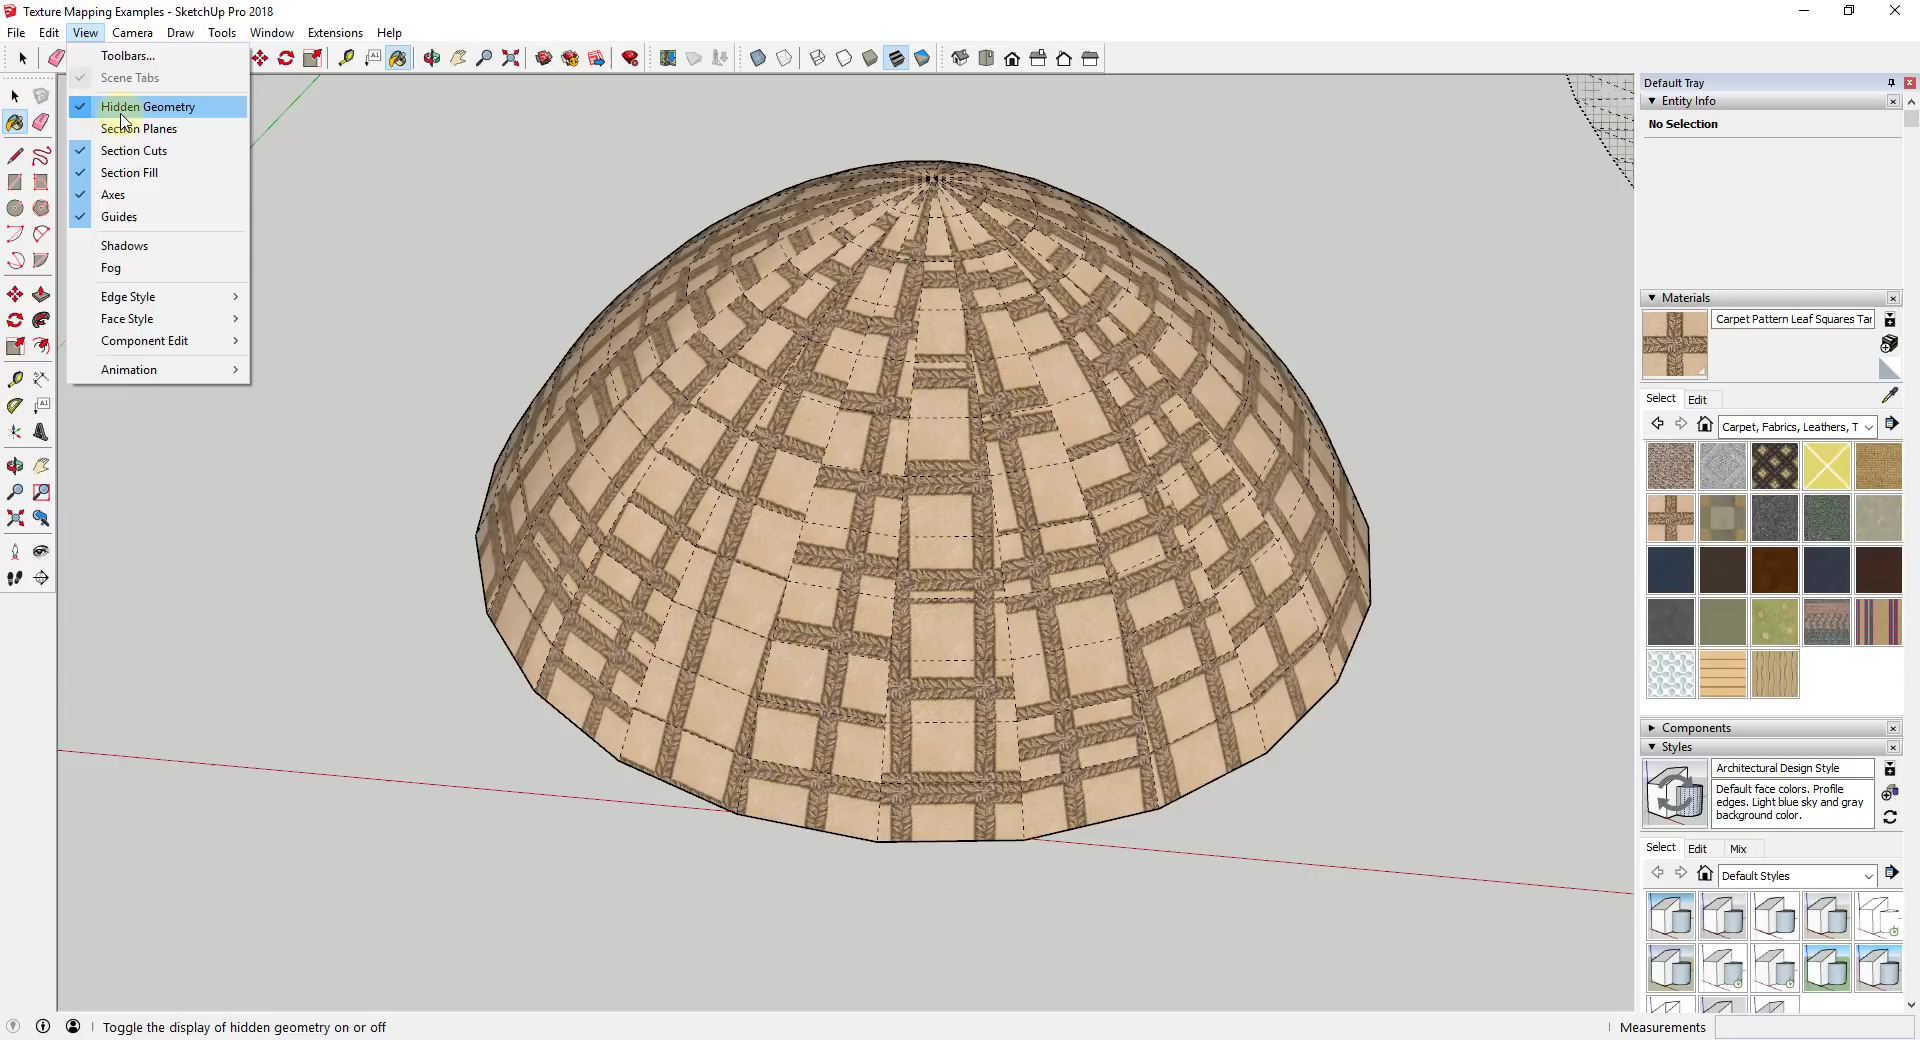 Texture Mapping Examples - SketchUp Pro 2018
File Edit View Camera Draw Tools Window Extensions Help
Toolbars...
Scene Tabs
Hidden Geometry
Section Planes
Section Cuts
Section Fill
Axes
Guides
Shadows
Fog
Edge Style
Face Style
Component Edit
Animation
Default Tray
Entity Info
No Selection
Materials
Carpet Pattern Leaf Squares Tar
Select Edit
Carpet, Fabrics, Leathers, T
Components
Styles
Architectural Design Style
Default face colors. Profile
edges. Light blue sky and gray
background color.
Select Edit Mix
Default Styles
Toggle the display of hidden geometry on or off
Measurements